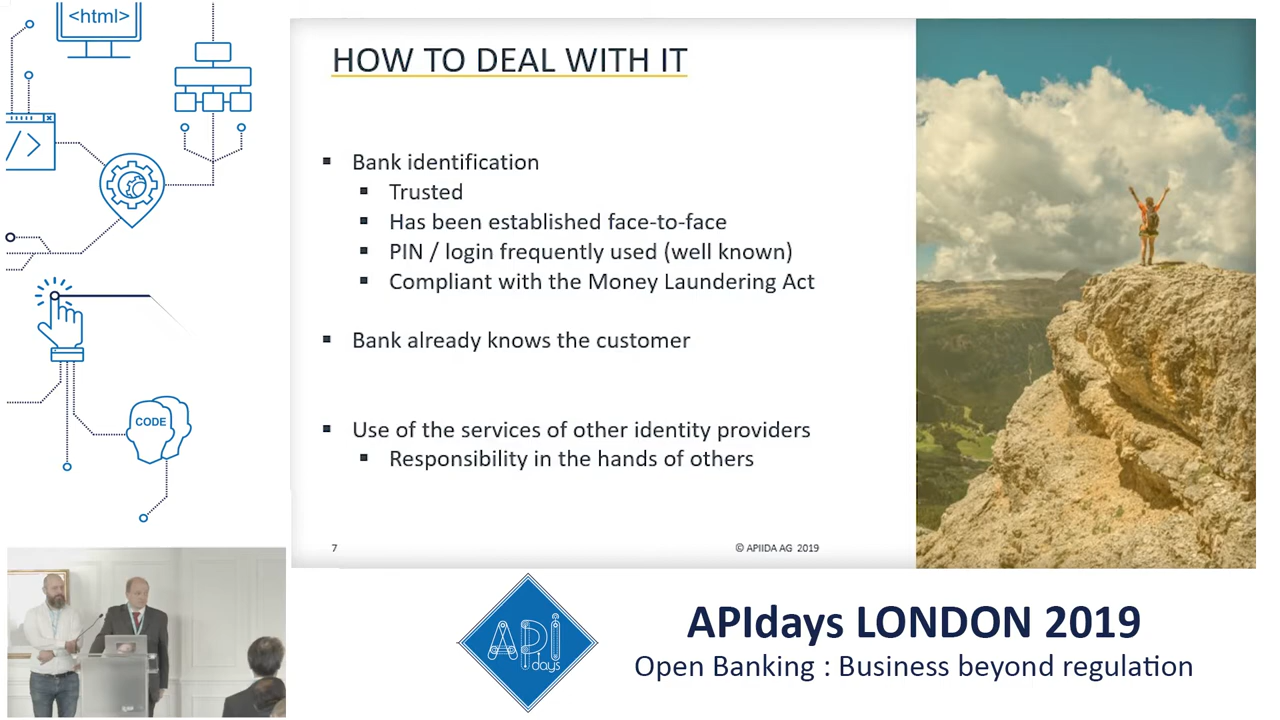 <html>
HOW TO DEAL WITH IT
Bank identification
Trusted
Has been established face-to-face
PIN / login frequently used (well known)
Compliant with the Money Laundering Act
Bank already knows the customer
Use of the services of other identity providers
Responsibility in the hands of others
7
© APIIDA AG 2019
</>
CODE
API
days
APIdays LONDON 2019
Open Banking : Business beyond regulation